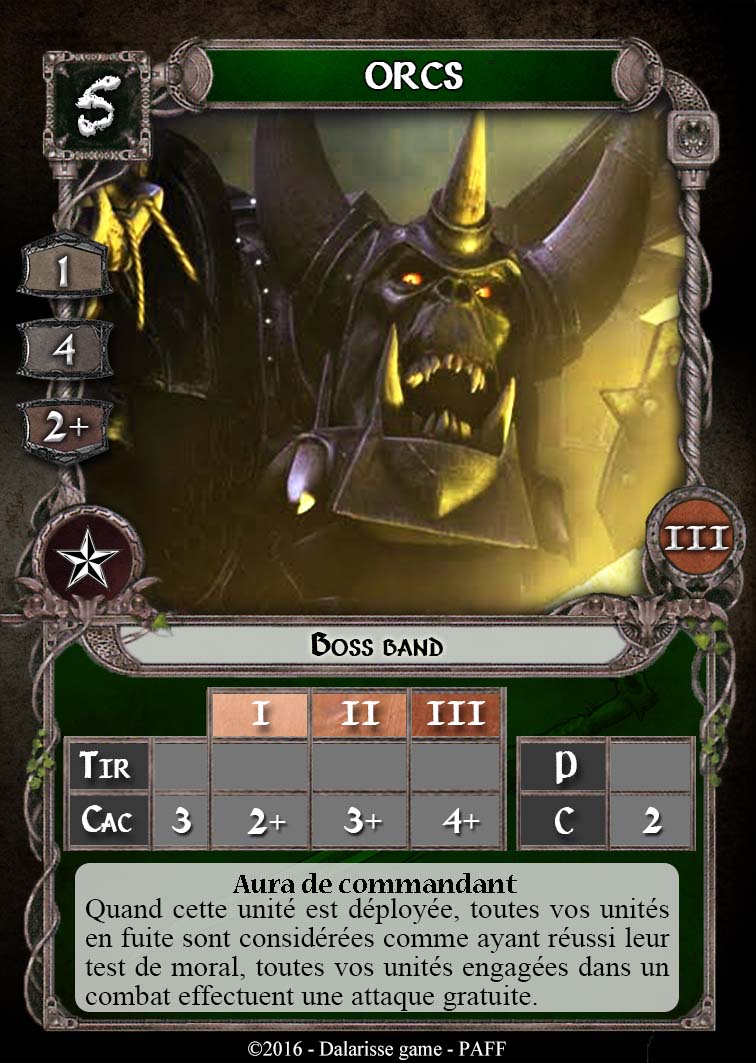 ORCS
5
1
4
2+
III
Boss band
I II III
Tir
Cac 3 2+ 3+ 4+
P
C 2
Aura de commandant
Quand cette unité est déployée, toutes vos unités
en fuite sont considérées comme ayant réussi leur
test de moral, toutes vos unités engagées dans un
combat effectuent une attaque gratuite.
©2016 - Dalarisse game - PAFF